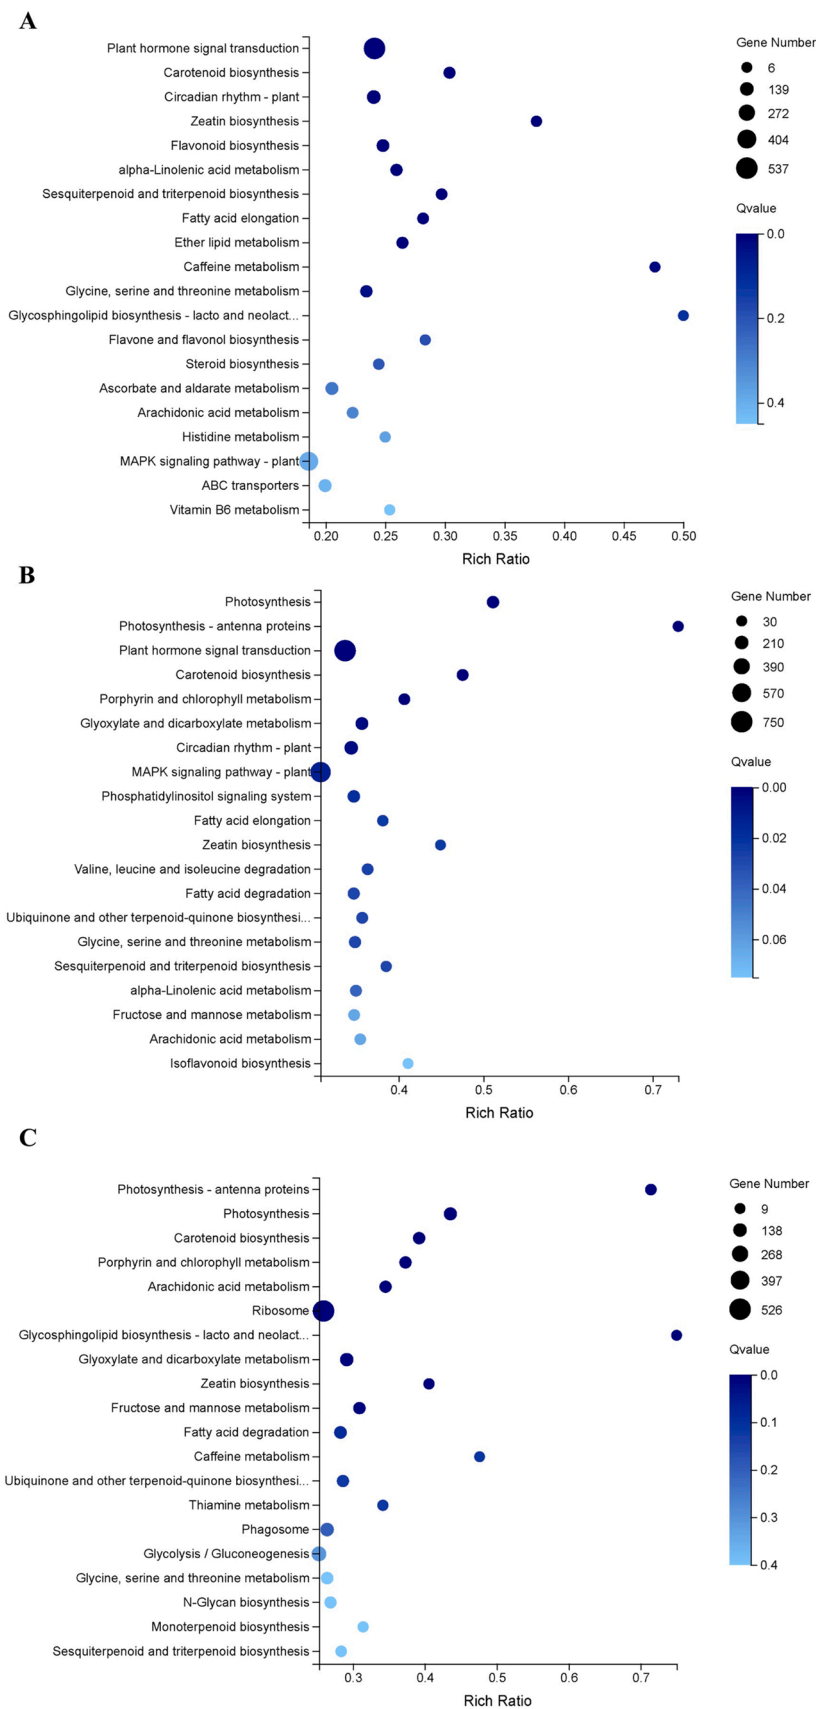 A
Plant hormone signal transduction
Carotenoid biosynthesis
Circadian rhythm - plant
Zeatin biosynthesis
Flavonoid biosynthesis
alpha-Linolenic acid metabolism
Sesquiterpenoid and triterpenoid biosynthesis
Fatty acid elongation
Ether lipid metabolism
Caffeine metabolism
Glycine, serine and threonine metabolism
Glycosphingolipid biosynthesis - lacto and neolact...
Flavone and flavonol biosynthesis
Steroid biosynthesis
Ascorbate and aldarate metabolism
Arachidonic acid metabolism
Histidine metabolism
MAPK signaling pathway - plant
ABC transporters
Vitamin B6 metabolism
0.20 0.25 0.30 0.35 0.40 0.45 0.50
Rich Ratio
Gene Number
6
139
272
404
537
Qvalue
0.0
0.2
0.4
B
Photosynthesis
Photosynthesis - antenna proteins
Plant hormone signal transduction
Carotenoid biosynthesis
Porphyrin and chlorophyll metabolism
Glyoxylate and dicarboxylate metabolism
Circadian rhythm - plant
MAPK signaling pathway - plant
Phosphatidylinositol signaling system
Fatty acid elongation
Zeatin biosynthesis
Valine, leucine and isoleucine degradation
Fatty acid degradation
Ubiquinone and other terpenoid-quinone biosynthesi...
Glycine, serine and threonine metabolism
Sesquiterpenoid and triterpenoid biosynthesis
alpha-Linolenic acid metabolism
Fructose and mannose metabolism
Arachidonic acid metabolism
Isoflavonoid biosynthesis
0.4 0.5 0.6 0.7
Rich Ratio
Gene Number
30
210
390
570
750
Qvalue
0.00
0.02
0.04
0.06
C
Photosynthesis - antenna proteins
Photosynthesis
Carotenoid biosynthesis
Porphyrin and chlorophyll metabolism
Arachidonic acid metabolism
Ribosome
Glycosphingolipid biosynthesis - lacto and neolact...
Glyoxylate and dicarboxylate metabolism
Zeatin biosynthesis
Fructose and mannose metabolism
Fatty acid degradation
Caffeine metabolism
Ubiquinone and other terpenoid-quinone biosynthesi...
Thiamine metabolism
Phagosome
Glycolysis / Gluconeogenesis
Glycine, serine and threonine metabolism
N-Glycan biosynthesis
Monoterpenoid biosynthesis
Sesquiterpenoid and triterpenoid biosynthesis
0.3 0.4 0.5 0.6 0.7
Rich Ratio
Gene Number
9
138
268
397
526
Qvalue
0.0
0.1
0.2
0.3
0.4